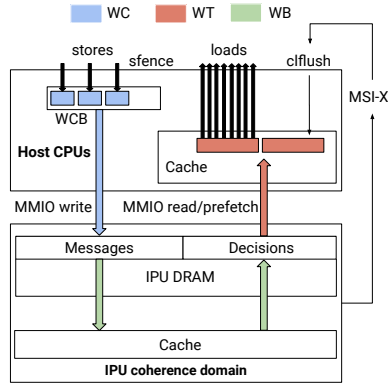 WC WT WB
stores loads
sfence clflush
MSI-X
WCB
Host CPUs
Cache
MMIO write MMIO read/prefetch
Messages Decisions
IPU DRAM
Cache
IPU coherence domain